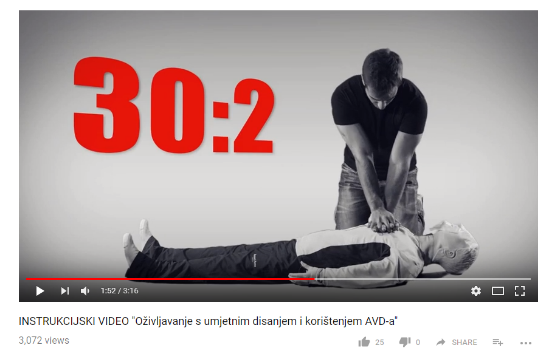 30:2
1:52 / 3:16
INSTRUKCIJSKI VIDEO "Oživljavanje s umjetnim disanjem i korištenjem AVD-a"
3,072 views
25 0 SHARE